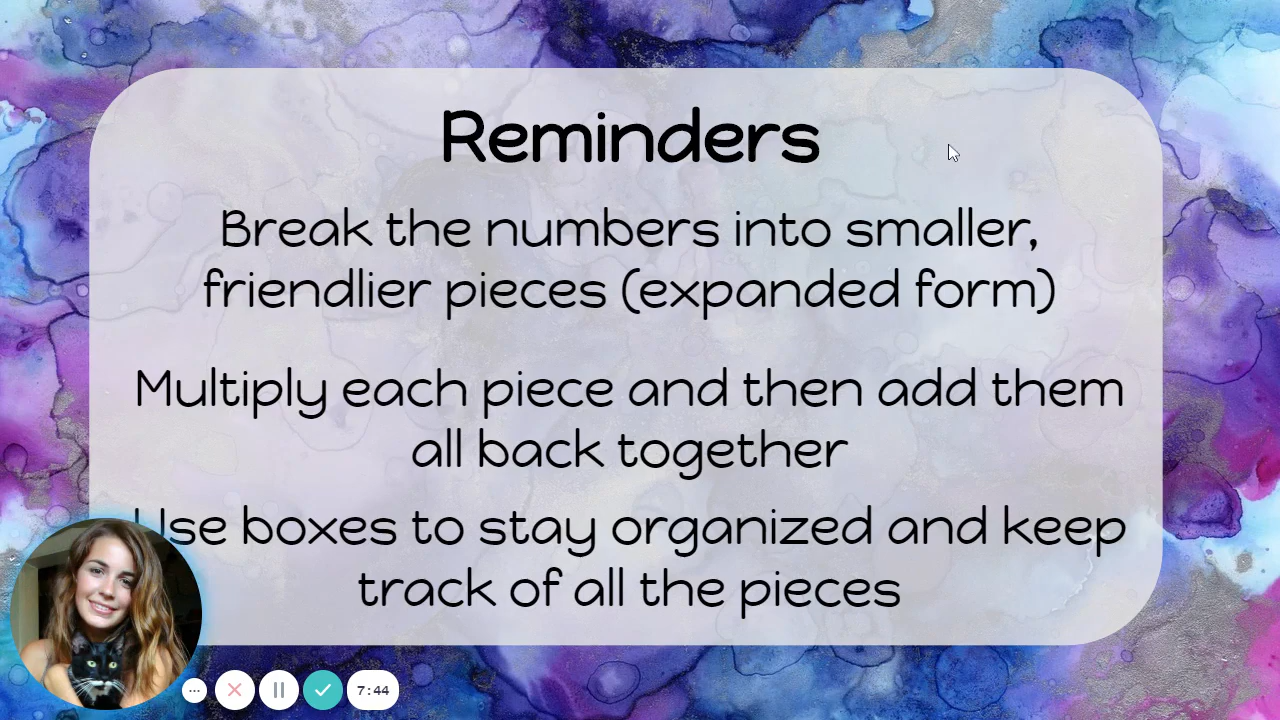 Reminders
Break the numbers into smaller,
friendlier pieces (expanded form)
Multiply each piece and then add them
all back together
Use boxes to stay organized and keep
track of all the pieces
7:44